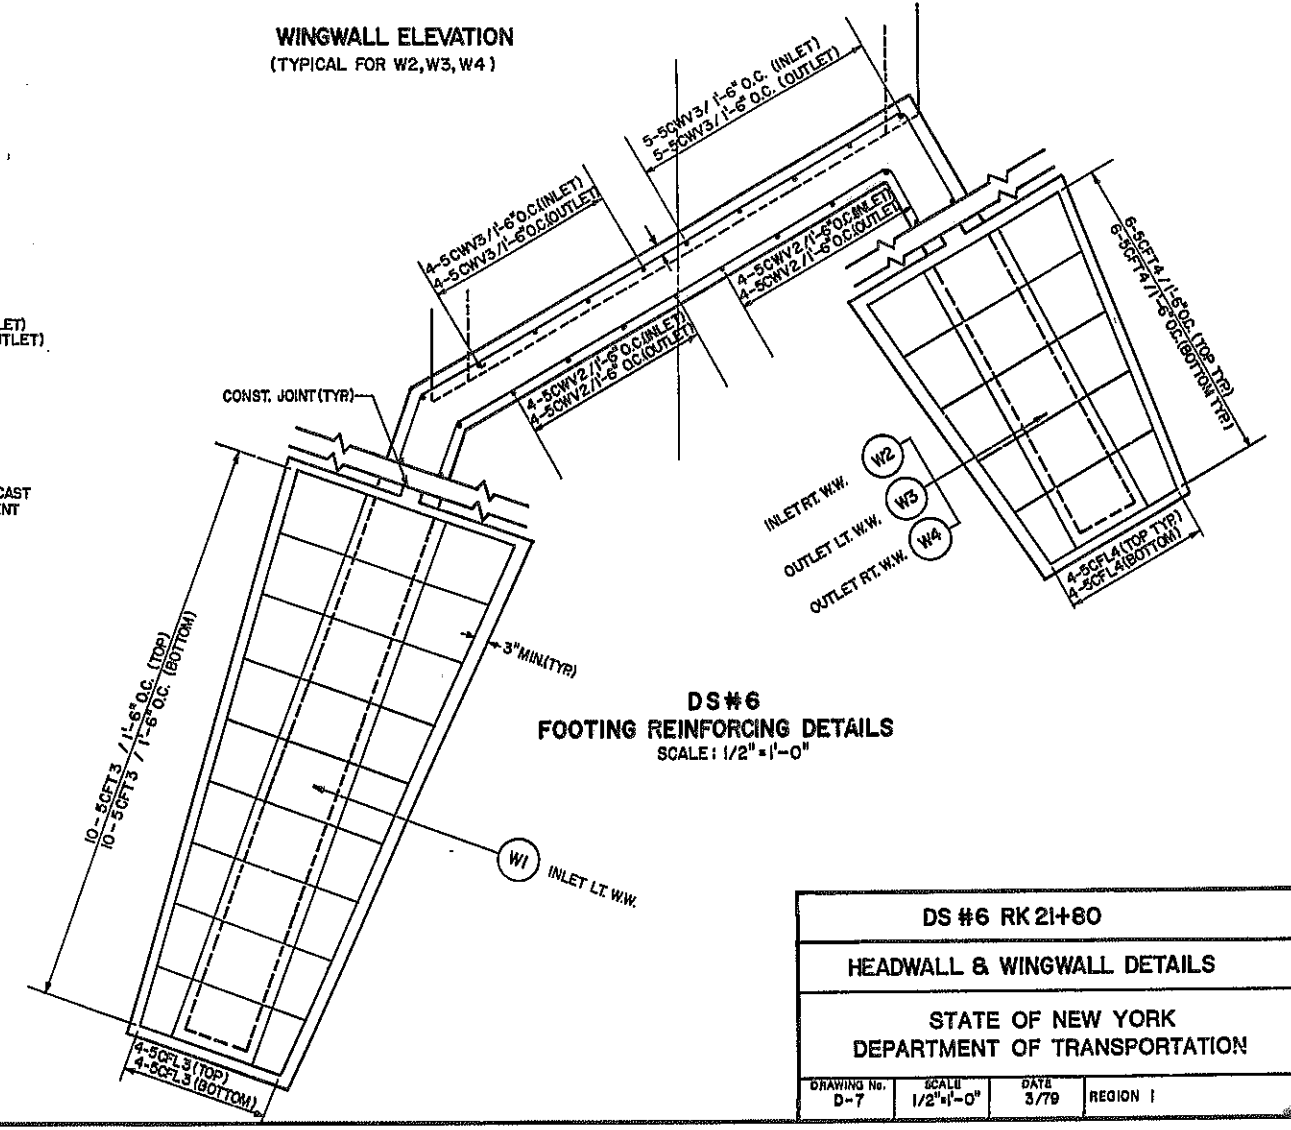 WINGWALL ELEVATION
(TYPICAL FOR W2,W3,W4)
5-5CWV3/1'-6" O.C. (INLET)
5-5CWV3/1'-6" O.C. (OUTLET)
4-5CWV3/1'-6"O.C.(INLET)
4-5CWV3/1'-6"O.C.(OUTLET)
4-5CWV2/1'-6"O.C.(INLET)
4-5CWV2/1'-6"O.C.(OUTLET)
4-5CWV2/1'-6"O.C.(INLET)
4-5CWV2/1'-6" O.C.(OUTLET)
6-5CFT4/1'-6"O.C. (TOP TYP.)
6-5CFT4/1'-6"O.C.(BOTTOM TYP.)
LET)
TLET)
CONST. JOINT(TYP.)
CAST
ENT
INLET RT. W.W.
W2
OUTLET LT. W.W.
W3
OUTLET RT. W.W.
W4
4-5CFL4(TOP TYP.)
4-5CFL4(BOTTOM)
3"MIN.(TYP.)
10-5CFT3 / 1'-6" O.C. (TOP)
10-5CFT3 / 1'-6" O.C. (BOTTOM)
DS#6
FOOTING REINFORCING DETAILS
SCALE: 1/2"=1'-0"
W1
INLET LT. W.W.
4-5CFL3(TOP)
4-5CFL3(BOTTOM)
DS #6 RK 21+80
HEADWALL & WINGWALL DETAILS
STATE OF NEW YORK
DEPARTMENT OF TRANSPORTATION
DRAWING No.
D-7
SCALE
1/2"=1'-0"
DATE
3/79
REGION 1